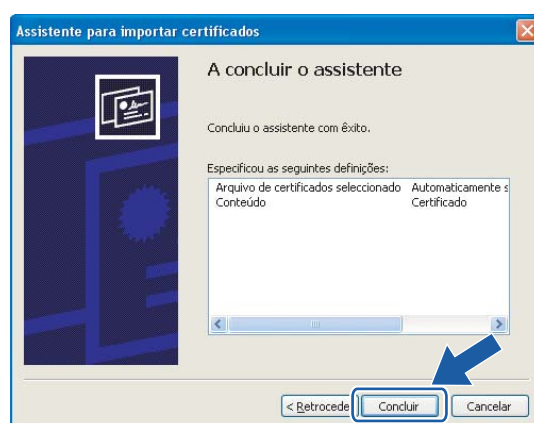 Assistente para importar certificados
A concluir o assistente
Concluiu o assistente com êxito.
Especificou as seguintes definições:
Arquivo de certificados seleccionado Automaticamente s
Conteúdo Certificado
< Retrocede
Concluir
Cancelar